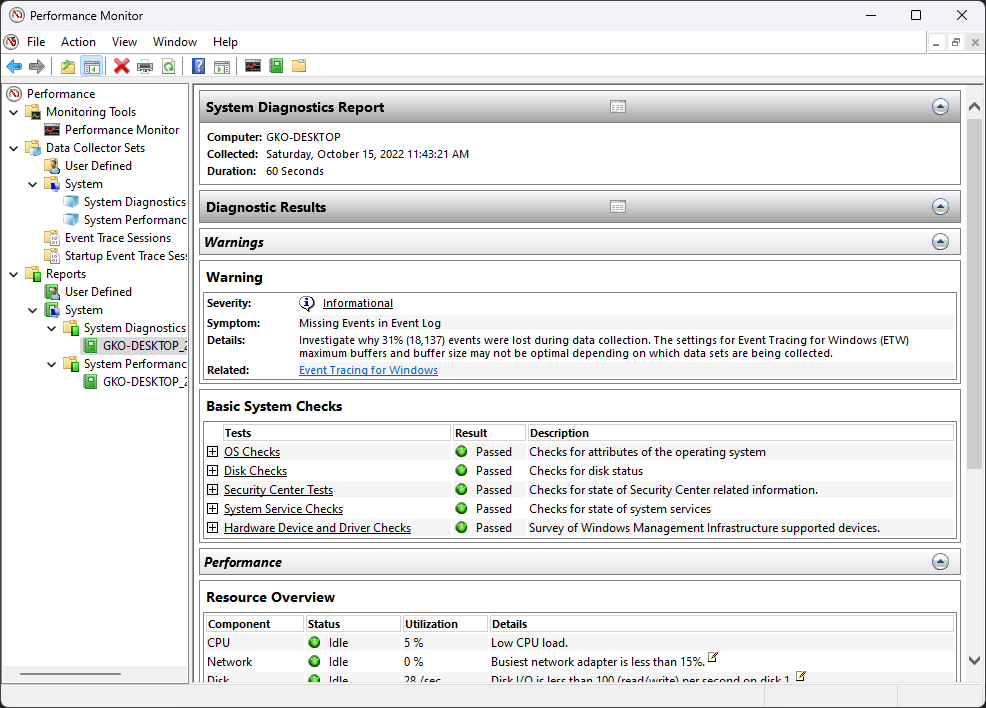 Performance Monitor
File Action View Window Help
Performance
Monitoring Tools
Performance Monitor
Data Collector Sets
User Defined
System
System Diagnostics
System Performanc
Event Trace Sessions
Startup Event Trace Ses
Reports
User Defined
System
System Diagnostics
GKO-DESKTOP_2
System Performanc
GKO-DESKTOP_2
System Diagnostics Report
Computer: GKO-DESKTOP
Collected: Saturday, October 15, 2022 11:43:21 AM
Duration: 60 Seconds
Diagnostic Results
Warnings
Warning
Severity: Informational
Symptom: Missing Events in Event Log
Details: Investigate why 31% (18,137) events were lost during data collection. The settings for Event Tracing for Windows (ETW)
maximum buffers and buffer size may not be optimal depending on which data sets are being collected.
Related: Event Tracing for Windows
Basic System Checks
Tests Result Description
OS Checks Passed Checks for attributes of the operating system
Disk Checks Passed Checks for disk status
Security Center Tests Passed Checks for state of Security Center related information.
System Service Checks Passed Checks for state of system services
Hardware Device and Driver Checks Passed Survey of Windows Management Infrastructure supported devices.
Performance
Resource Overview
Component Status Utilization Details
CPU Idle 5 % Low CPU load.
Network Idle 0 % Busiest network adapter is less than 15%.
Disk Idle 28 /sec Disk I/O is less than 100 (read/write) per second on disk 1.